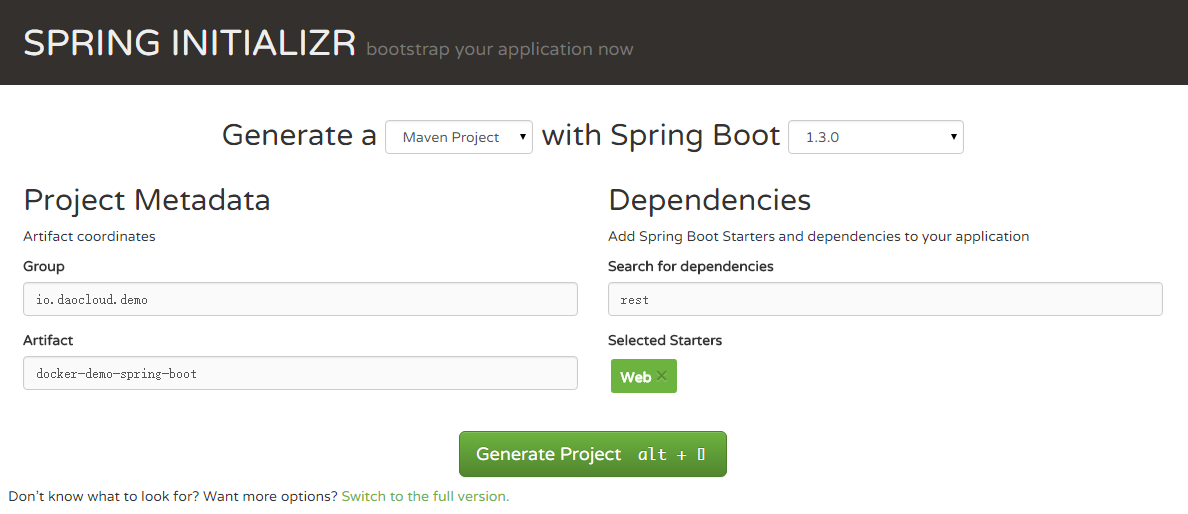 SPRING INITIALIZR bootstrap your application now
Generate a Maven Project with Spring Boot 1.3.0
Project Metadata
Artifact coordinates
Group
io.daocloud.demo
Artifact
docker-demo-spring-boot
Dependencies
Add Spring Boot Starters and dependencies to your application
Search for dependencies
rest
Selected Starters
Web ×
Generate Project alt +
Don't know what to look for? Want more options? Switch to the full version.